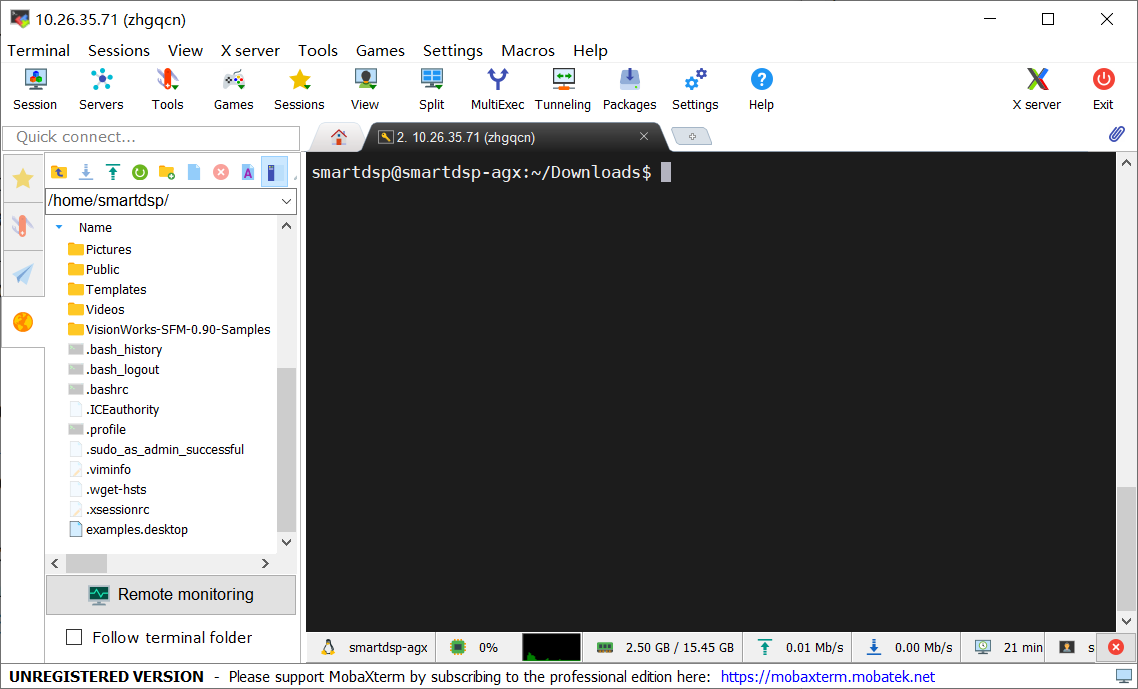 10.26.35.71 (zhgqcn)
Terminal Sessions View X server Tools Games Settings Macros Help
Session Servers Tools Games Sessions View Split MultiExec Tunneling Packages Settings Help X server Exit
Quick connect...
2. 10.26.35.71 (zhgqcn)
/home/smartdsp/
smartdsp@smartdsp-agx:~/Downloads$
Name
Pictures
Public
Templates
Videos
VisionWorks-SFM-0.90-Samples
.bash_history
.bash_logout
.bashrc
.ICEauthority
.profile
.sudo_as_admin_successful
.viminfo
.wget-hsts
.xsessionrc
examples.desktop
Remote monitoring
Follow terminal folder
smartdsp-agx 0% 2.50 GB / 15.45 GB 0.01 Mb/s 0.00 Mb/s 21 min
UNREGISTERED VERSION - Please support MobaXterm by subscribing to the professional edition here: https://mobaxterm.mobatek.net